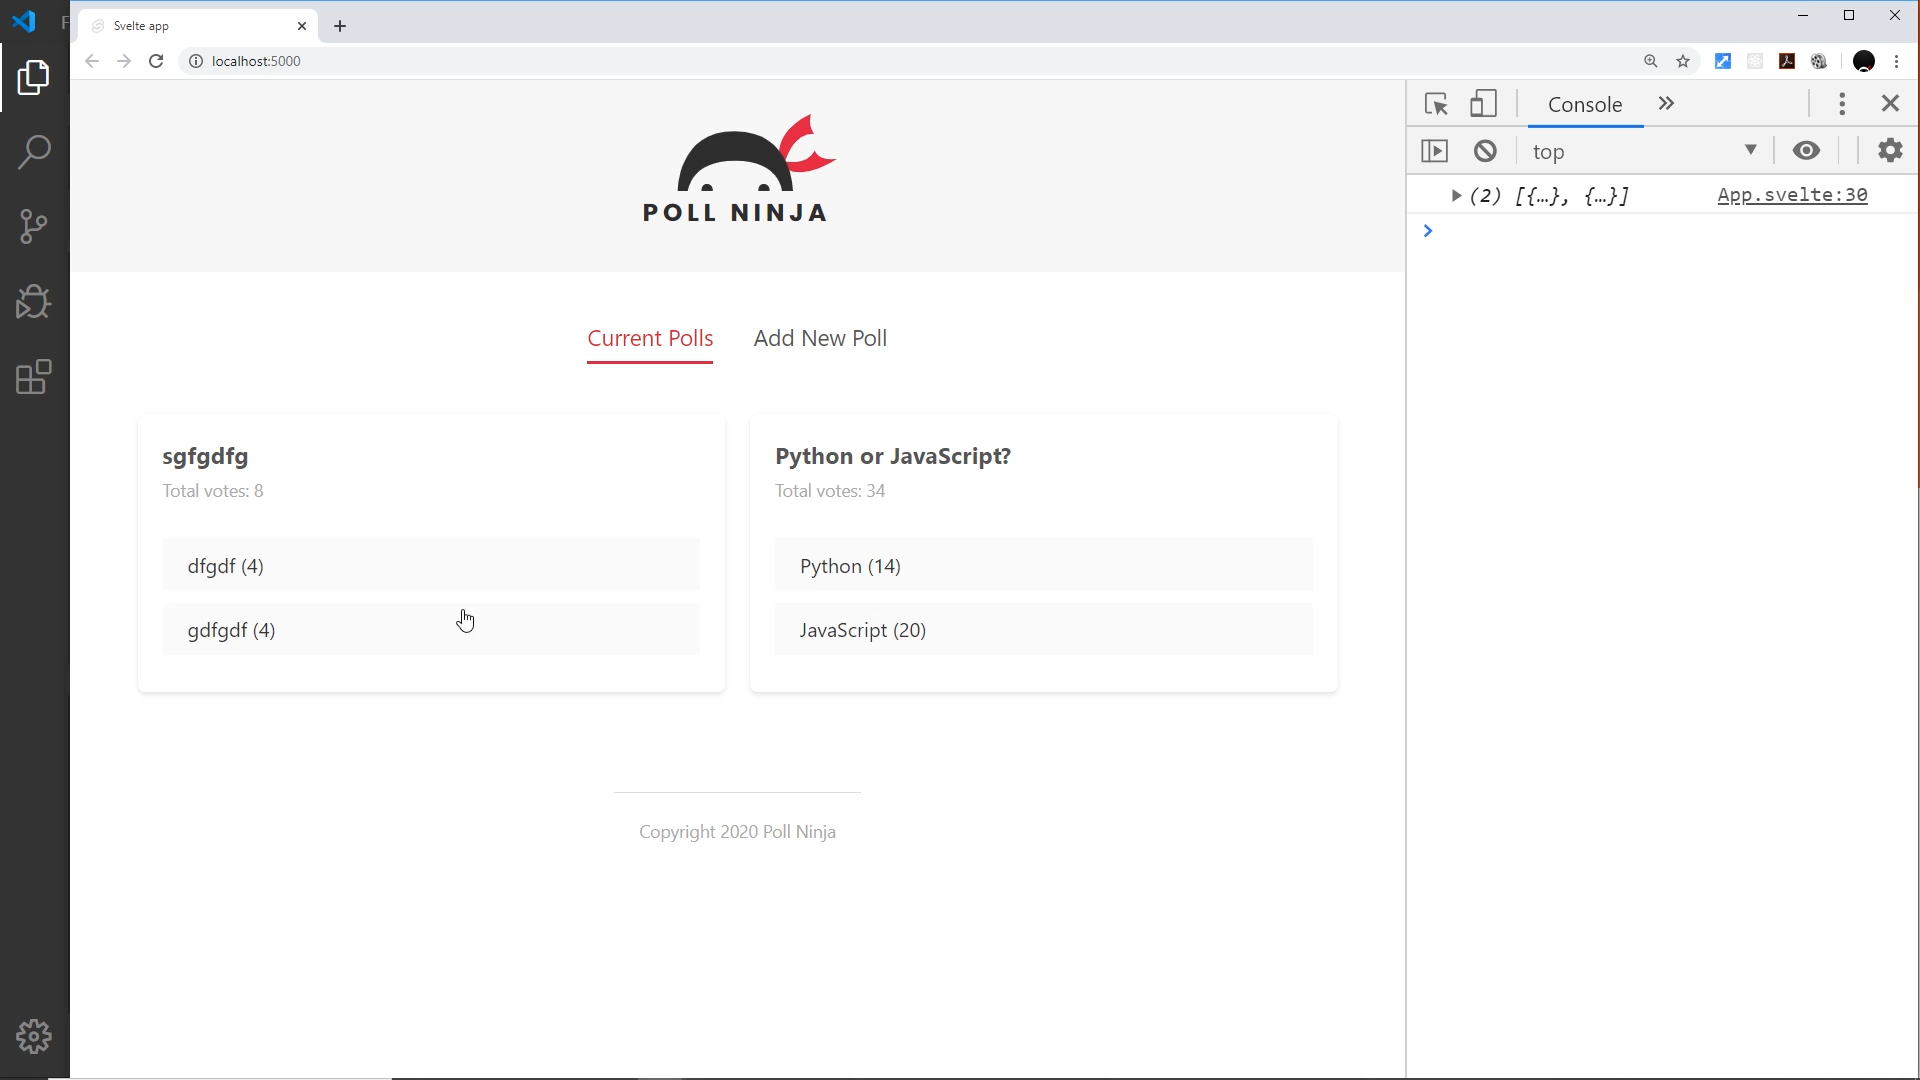 F
Svelte app
localhost:5000
Console
top
(2) [{…}, {…}]
App.svelte:30
POLL NINJA
Current Polls
Add New Poll
sgfgdfg
Total votes: 8
dfgdf (4)
gdfgdf (4)
Python or JavaScript?
Total votes: 34
Python (14)
JavaScript (20)
Copyright 2020 Poll Ninja